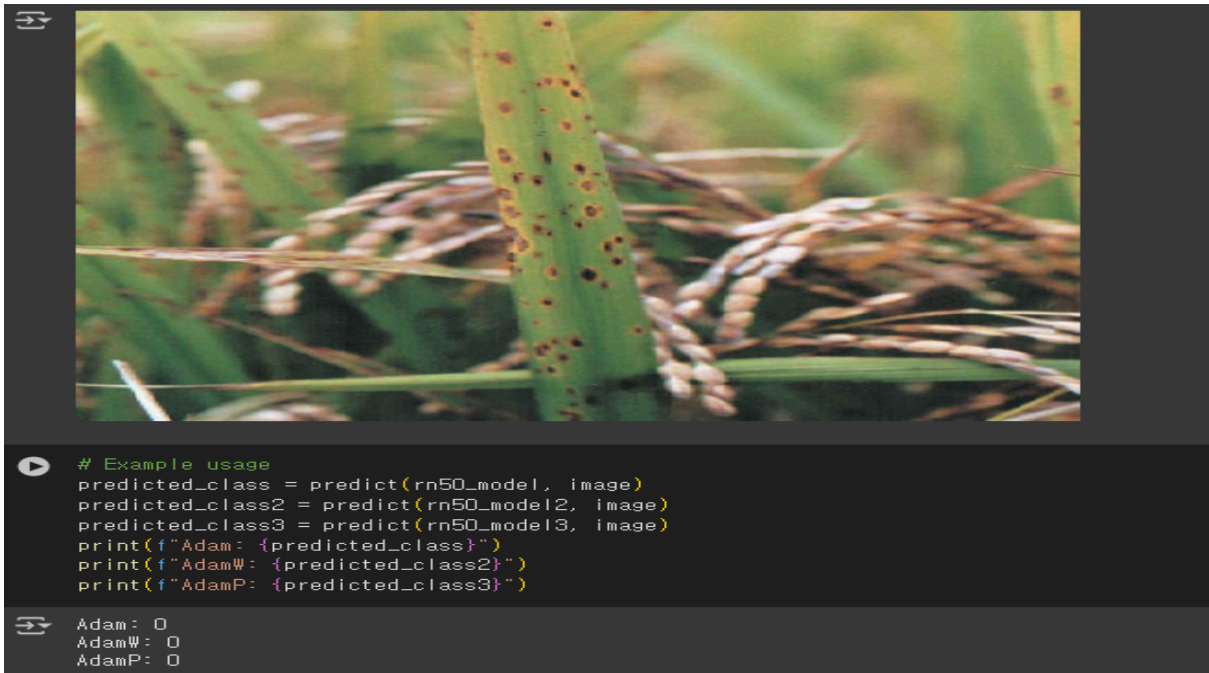 # Example usage
predicted_class = predict(rn50_model, image)
predicted_class2 = predict(rn50_model2, image)
predicted_class3 = predict(rn50_model3, image)
print(f"Adam: {predicted_class}")
print(f"AdamW: {predicted_class2}")
print(f"AdamP: {predicted_class3}")
Adam: 0
AdamW: 0
AdamP: 0